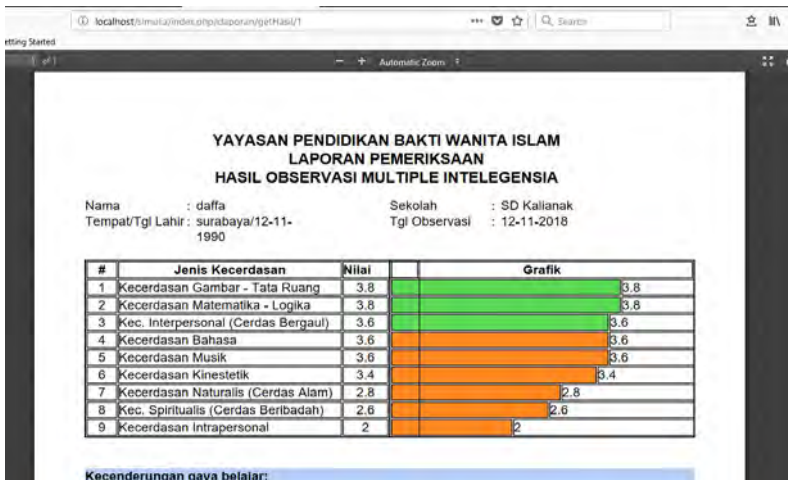 localhost/simula/index.php/laporan/getHasil/1
Search
etting Started
Automatic Zoom
YAYASAN PENDIDIKAN BAKTI WANITA ISLAM
LAPORAN PEMERIKSAAN
HASIL OBSERVASI MULTIPLE INTELEGENSIA
Nama : daffa Sekolah : SD Kalianak
Tempat/Tgl Lahir : surabaya/12-11-1990 Tgl Observasi : 12-11-2018
# Jenis Kecerdasan Nilai Grafik
1 Kecerdasan Gambar - Tata Ruang 3.8 3.8
2 Kecerdasan Matematika - Logika 3.8 3.8
3 Kec. Interpersonal (Cerdas Bergaul) 3.6 3.6
4 Kecerdasan Bahasa 3.6 3.6
5 Kecerdasan Musik 3.6 3.6
6 Kecerdasan Kinestetik 3.4 3.4
7 Kecerdasan Naturalis (Cerdas Alam) 2.8 2.8
8 Kec. Spiritualis (Cerdas Beribadah) 2.6 2.6
9 Kecerdasan Intrapersonal 2 2
Kecenderungan gaya belajar: